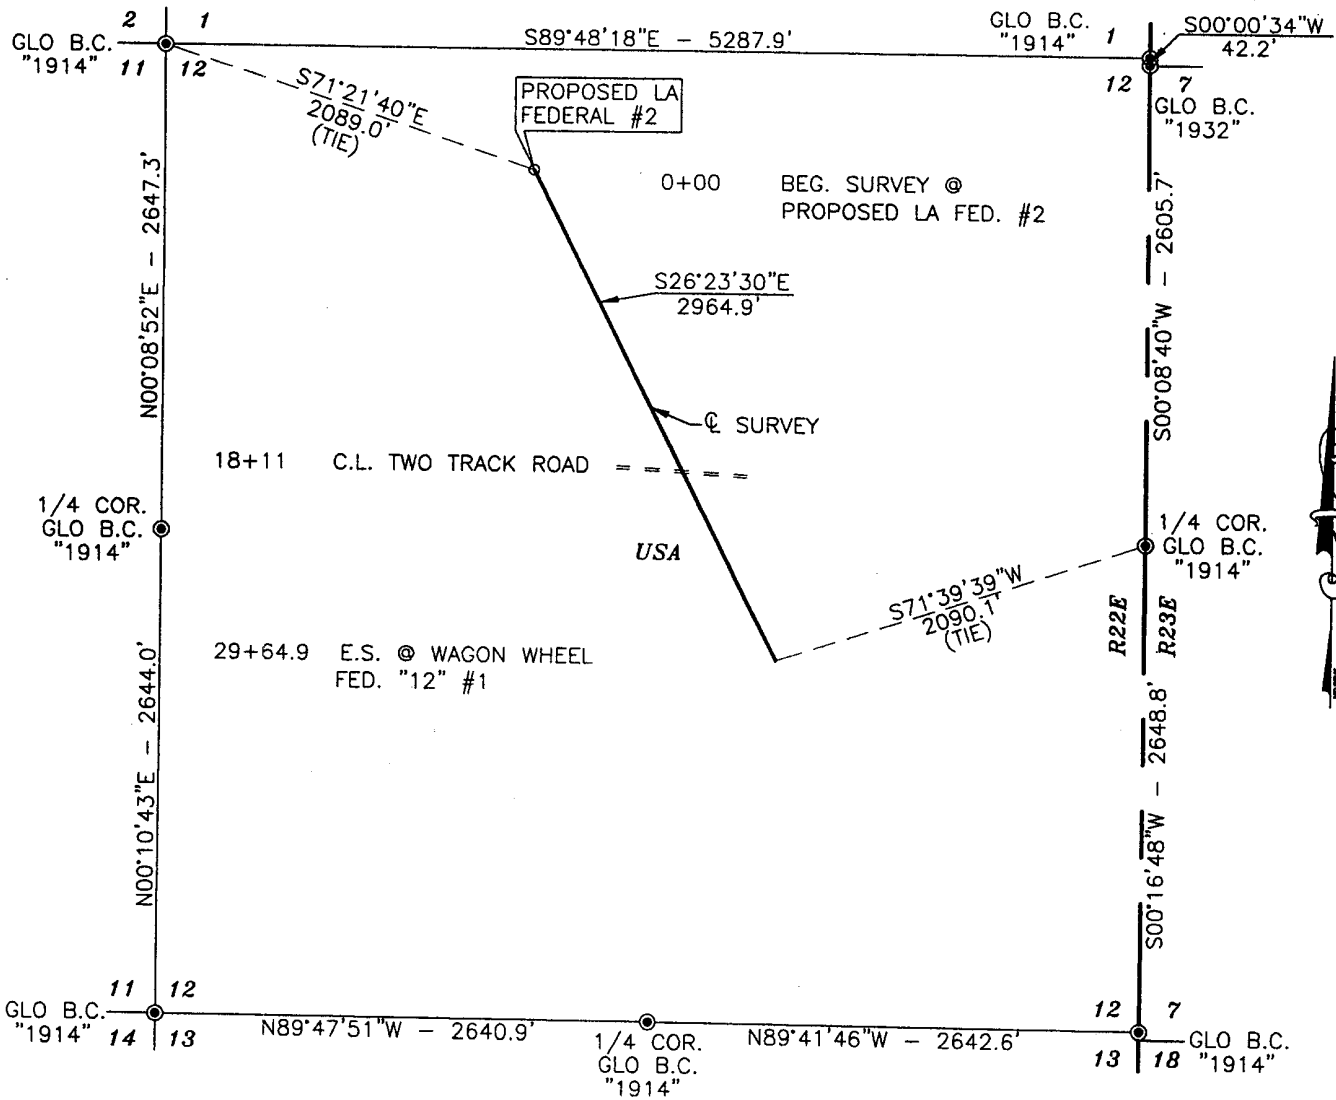 2 1
GLO B.C.
"1914"
11 12
S89°48'18"E - 5287.9'
GLO B.C.
"1914"
1
S00°00'34"W
42.2'
12 7
GLO B.C.
"1932"
S71°21'40"E
2089.0'
(TIE)
PROPOSED LA
FEDERAL #2
0+00 BEG. SURVEY @
PROPOSED LA FED. #2
N00°08'52"E - 2647.3'
S00°08'40"W - 2605.7'
S26°23'30"E
2964.9'
℄ SURVEY
18+11 C.L. TWO TRACK ROAD
1/4 COR.
GLO B.C.
"1914"
1/4 COR.
GLO B.C.
"1914"
USA
S71°39'39"W
2090.1'
(TIE)
R22E
R23E
29+64.9 E.S. @ WAGON WHEEL
FED. "12" #1
N00°10'43"E - 2644.0'
S00°16'48"W - 2648.8'
11 12
GLO B.C.
"1914"
14 13
N89°47'51"W - 2640.9'
1/4 COR.
GLO B.C.
"1914"
N89°41'46"W - 2642.6'
12 7
GLO B.C.
"1914"
13 18